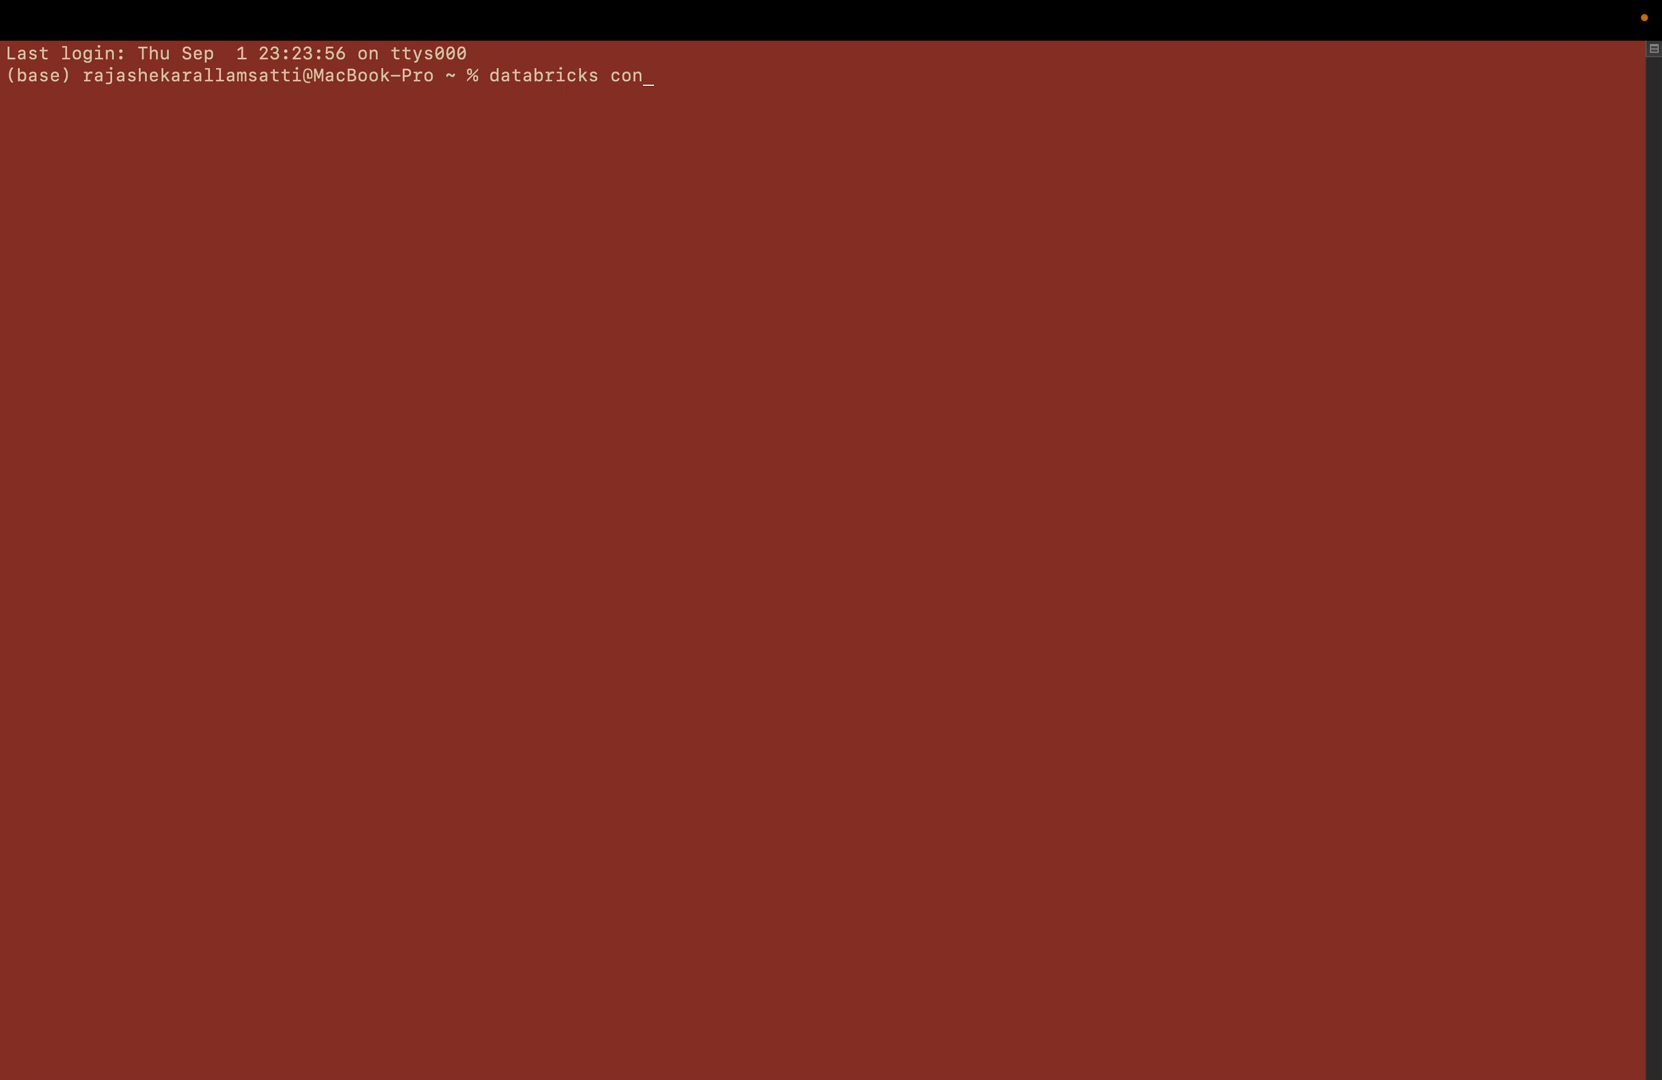 Last login: Thu Sep  1 23:23:56 on ttys000
(base) rajashekarallamsatti@MacBook-Pro ~ % databricks con_